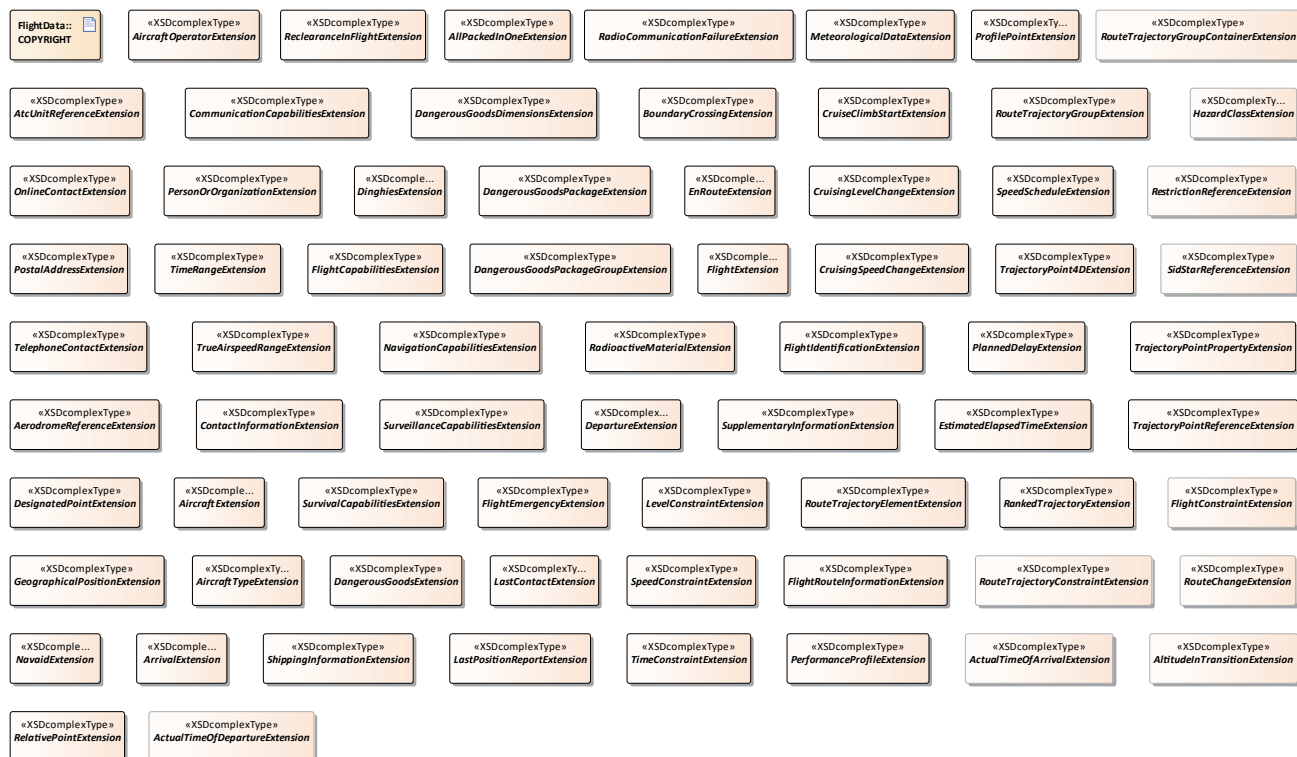 FlightData::
COPYRIGHT
«XSDcomplexType»
AircraftOperatorExtension
«XSDcomplexType»
ReclearanceInFlightExtension
«XSDcomplexType»
AllPackedInOneExtension
«XSDcomplexType»
RadioCommunicationFailureExtension
«XSDcomplexType»
MeteorologicalDataExtension
«XSDcomplexTy...
ProfilePointExtension
«XSDcomplexType»
RouteTrajectoryGroupContainerExtension
«XSDcomplexType»
AtcUnitReferenceExtension
«XSDcomplexType»
CommunicationCapabilitiesExtension
«XSDcomplexType»
DangerousGoodsDimensionsExtension
«XSDcomplexType»
BoundaryCrossingExtension
«XSDcomplexType»
CruiseClimbStartExtension
«XSDcomplexType»
RouteTrajectoryGroupExtension
«XSDcomplexTy...
HazardClassExtension
«XSDcomplexType»
OnlineContactExtension
«XSDcomplexType»
PersonOrOrganizationExtension
«XSDcomple...
DinghiesExtension
«XSDcomplexType»
DangerousGoodsPackageExtension
«XSDcomple...
EnRouteExtension
«XSDcomplexType»
CruisingLevelChangeExtension
«XSDcomplexType»
SpeedScheduleExtension
«XSDcomplexType»
RestrictionReferenceExtension
«XSDcomplexType»
PostalAddressExtension
«XSDcomplexType»
TimeRangeExtension
«XSDcomplexType»
FlightCapabilitiesExtension
«XSDcomplexType»
DangerousGoodsPackageGroupExtension
«XSDcomple...
FlightExtension
«XSDcomplexType»
CruisingSpeedChangeExtension
«XSDcomplexType»
TrajectoryPoint4DExtension
«XSDcomplexType»
SidStarReferenceExtension
«XSDcomplexType»
TelephoneContactExtension
«XSDcomplexType»
TrueAirspeedRangeExtension
«XSDcomplexType»
NavigationCapabilitiesExtension
«XSDcomplexType»
RadioactiveMaterialExtension
«XSDcomplexType»
FlightIdentificationExtension
«XSDcomplexType»
PlannedDelayExtension
«XSDcomplexType»
TrajectoryPointPropertyExtension
«XSDcomplexType»
AerodromeReferenceExtension
«XSDcomplexType»
ContactInformationExtension
«XSDcomplexType»
SurveillanceCapabilitiesExtension
«XSDcomplex...
DepartureExtension
«XSDcomplexType»
SupplementaryInformationExtension
«XSDcomplexType»
EstimatedElapsedTimeExtension
«XSDcomplexType»
TrajectoryPointReferenceExtension
«XSDcomplexType»
DesignatedPointExtension
«XSDcomple...
AircraftExtension
«XSDcomplexType»
SurvivalCapabilitiesExtension
«XSDcomplexType»
FlightEmergencyExtension
«XSDcomplexType»
LevelConstraintExtension
«XSDcomplexType»
RouteTrajectoryElementExtension
«XSDcomplexType»
RankedTrajectoryExtension
«XSDcomplexType»
FlightConstraintExtension
«XSDcomplexType»
GeographicalPositionExtension
«XSDcomplexTy...
AircraftTypeExtension
«XSDcomplexType»
DangerousGoodsExtension
«XSDcomplexTy...
LastContactExtension
«XSDcomplexType»
SpeedConstraintExtension
«XSDcomplexType»
FlightRouteInformationExtension
«XSDcomplexType»
RouteTrajectoryConstraintExtension
«XSDcomplexType»
RouteChangeExtension
«XSDcomple...
NavaidExtension
«XSDcomple...
ArrivalExtension
«XSDcomplexType»
ShippingInformationExtension
«XSDcomplexType»
LastPositionReportExtension
«XSDcomplexType»
TimeConstraintExtension
«XSDcomplexType»
PerformanceProfileExtension
«XSDcomplexType»
ActualTimeOfArrivalExtension
«XSDcomplexType»
AltitudeInTransitionExtension
«XSDcomplexType»
RelativePointExtension
«XSDcomplexType»
ActualTimeOfDepartureExtension